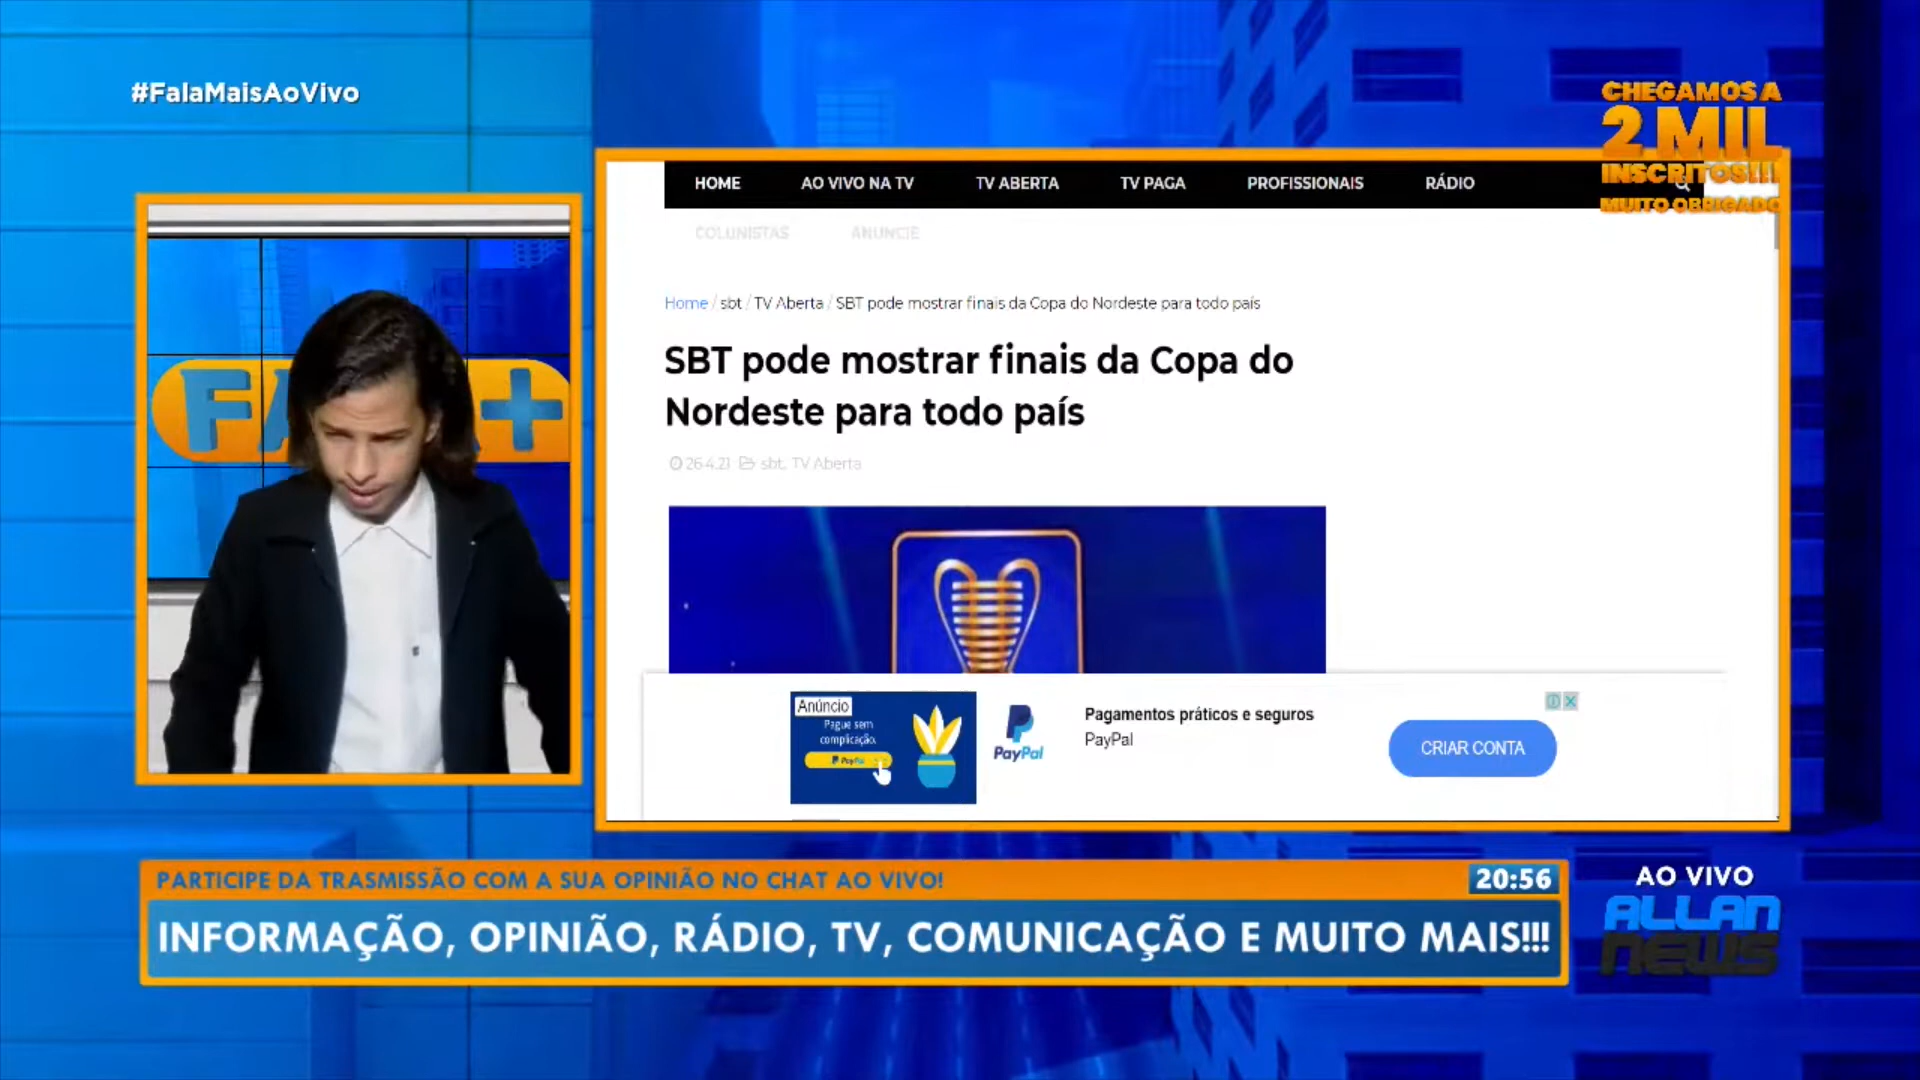 #FalaMaisAoVivo
CHEGAMOS A
2 MIL
INSCRITOS!!!
MUITO OBRIGADO
HOME AO VIVO NA TV TV ABERTA TV PAGA PROFISSIONAIS RÁDIO
COLUNISTAS ANUNCIE
Home / sbt / TV Aberta / SBT pode mostrar finais da Copa do Nordeste para todo país
SBT pode mostrar finais da Copa do
Nordeste para todo país
26.4.21 sbt, TV Aberta
Anúncio
Pague sem
complicação.
PayPal
PayPal
Pagamentos práticos e seguros
PayPal
CRIAR CONTA
PARTICIPE DA TRASMISSÃO COM A SUA OPINIÃO NO CHAT AO VIVO!
20:56
INFORMAÇÃO, OPINIÃO, RÁDIO, TV, COMUNICAÇÃO E MUITO MAIS!!!
AO VIVO
ALLAN
NEWS